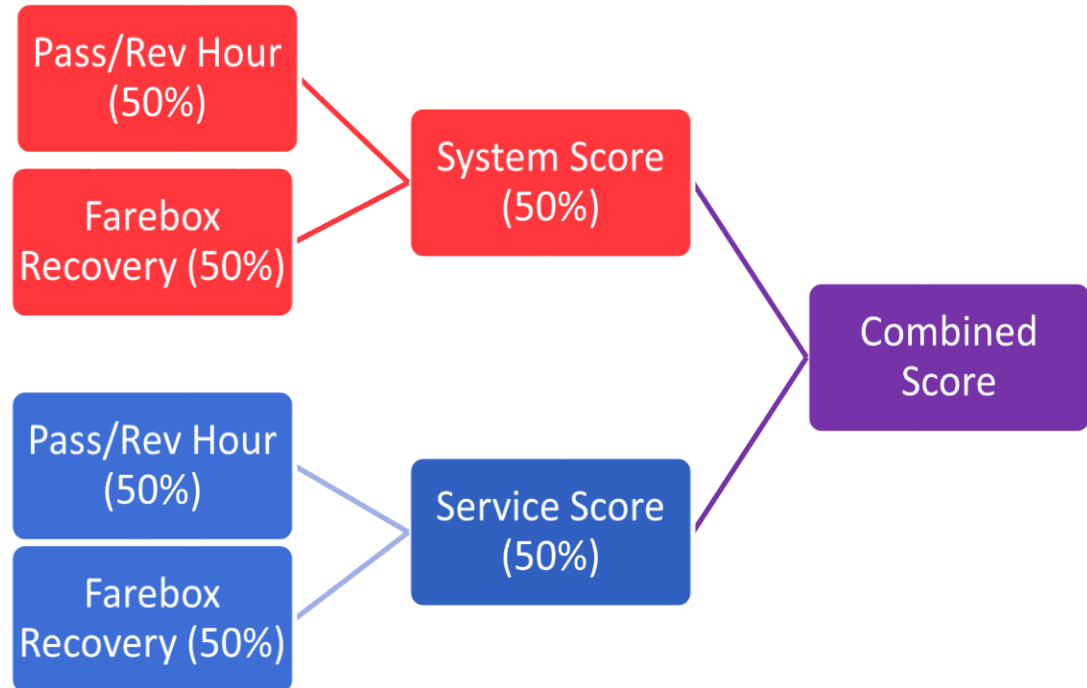 Pass/Rev Hour
(50%)
Farebox
Recovery (50%)
System Score
(50%)
Pass/Rev Hour
(50%)
Farebox
Recovery (50%)
Service Score
(50%)
Combined
Score